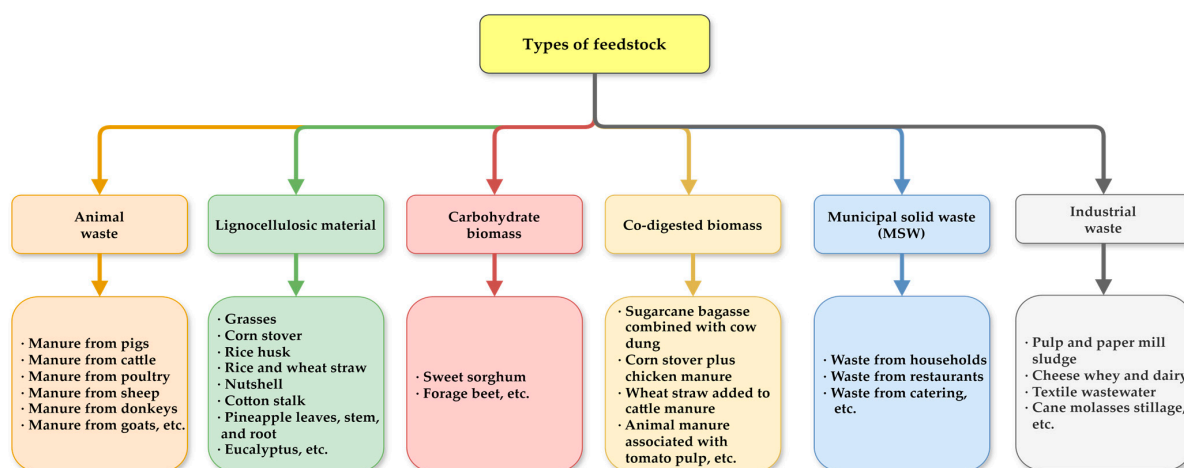 Types of feedstock
Animal
waste
Lignocellulosic material
Carbohydrate
biomass
Co-digested biomass
Municipal solid waste
(MSW)
Industrial
waste
· Manure from pigs
· Manure from cattle
· Manure from poultry
· Manure from sheep
· Manure from donkeys
· Manure from goats, etc.
· Grasses
· Corn stover
· Rice husk
· Rice and wheat straw
· Nutshell
· Cotton stalk
· Pineapple leaves, stem,
and root
· Eucalyptus, etc.
· Sweet sorghum
· Forage beet, etc.
· Sugarcane bagasse
combined with cow
dung
· Corn stover plus
chicken manure
· Wheat straw added to
cattle manure
· Animal manure
associated with
tomato pulp, etc.
· Waste from households
· Waste from restaurants
· Waste from catering,
etc.
· Pulp and paper mill
sludge
· Cheese whey and dairy
· Textile wastewater
· Cane molasses stillage,
etc.